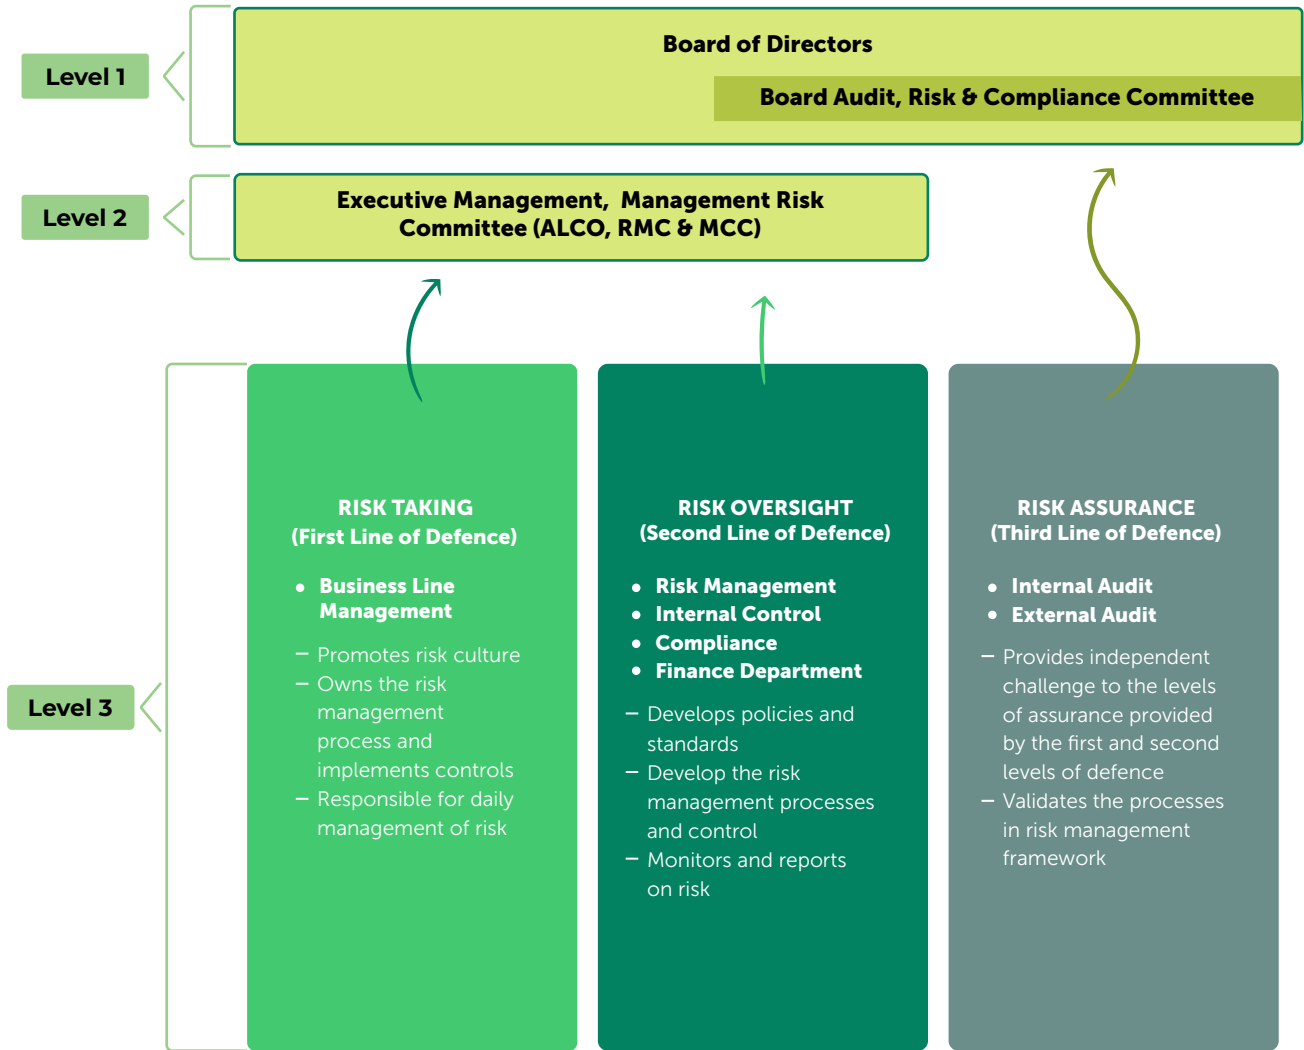 Level 1
Board of Directors
Board Audit, Risk & Compliance Committee
Level 2
Executive Management, Management Risk
Committee (ALCO, RMC & MCC)
Level 3
RISK TAKING
(First Line of Defence)
• Business Line
Management
– Promotes risk culture
– Owns the risk
management
process and
implements controls
– Responsible for daily
management of risk
RISK OVERSIGHT
(Second Line of Defence)
• Risk Management
• Internal Control
• Compliance
• Finance Department
– Develops policies and
standards
– Develop the risk
management processes
and control
– Monitors and reports
on risk
RISK ASSURANCE
(Third Line of Defence)
• Internal Audit
• External Audit
– Provides independent
challenge to the levels
of assurance provided
by the first and second
levels of defence
– Validates the processes
in risk management
framework